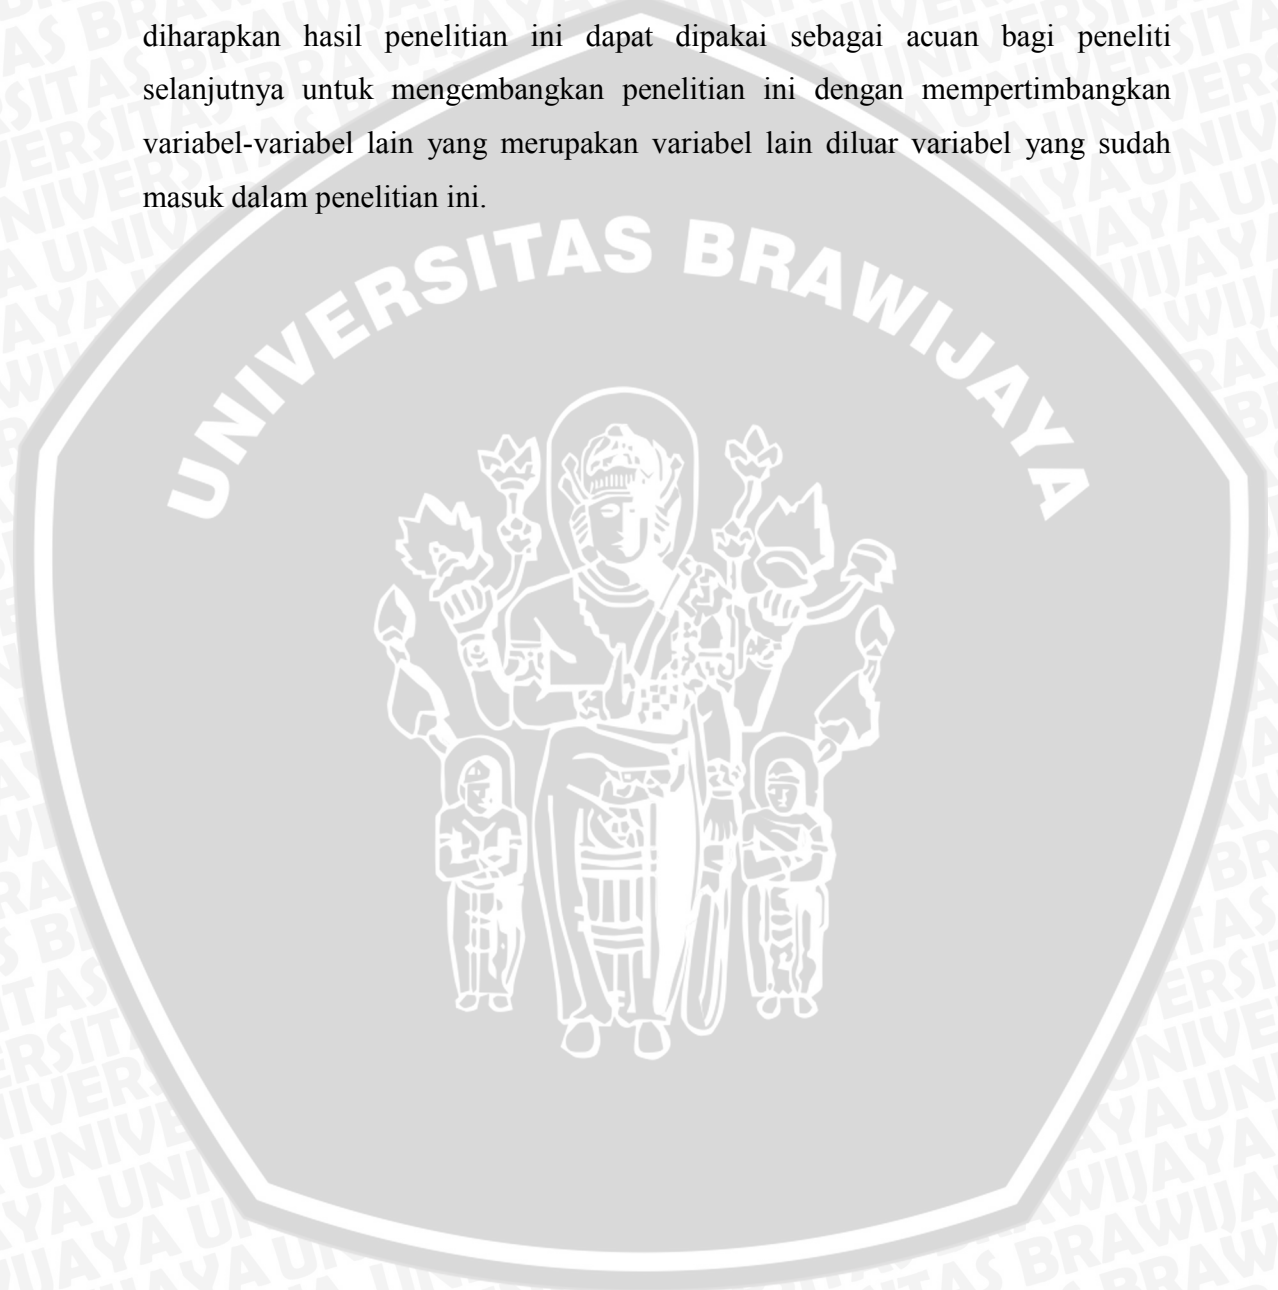 diharapkan hasil penelitian ini dapat dipakai sebagai acuan bagi peneliti
selanjutnya untuk mengembangkan penelitian ini dengan mempertimbangkan
variabel-variabel lain yang merupakan variabel lain diluar variabel yang sudah
masuk dalam penelitian ini.
UNIVERSITAS BRAWIJAYA